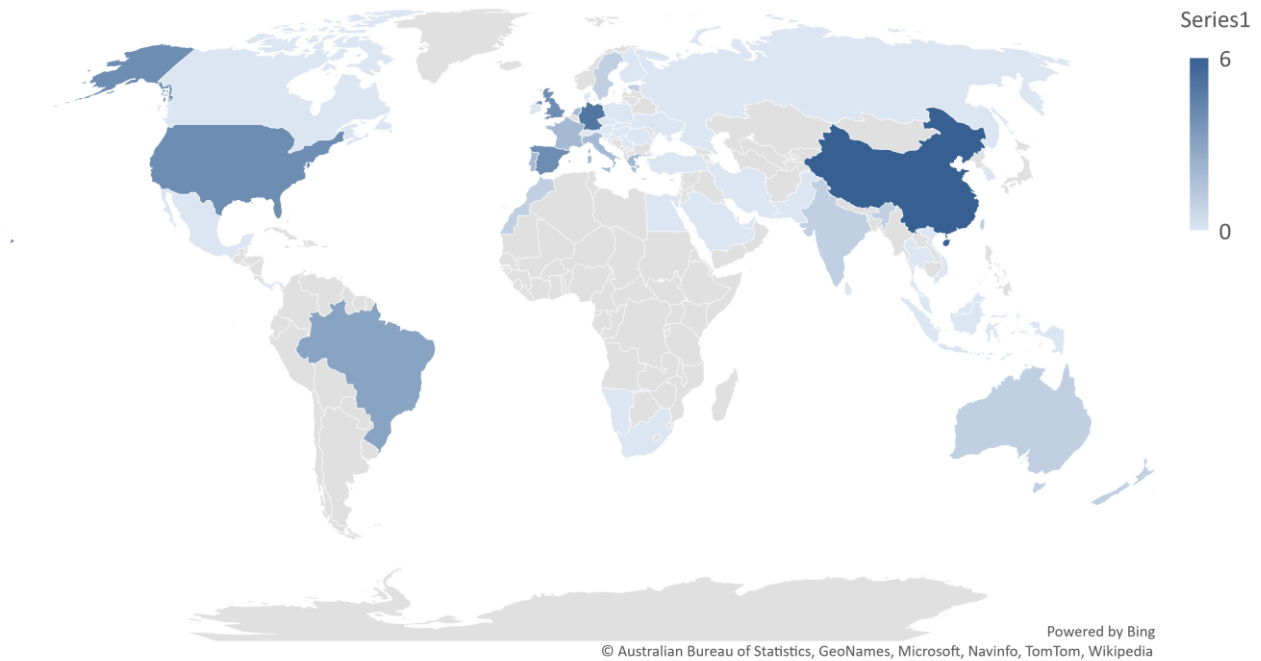 Series1
6
0
Powered by Bing
© Australian Bureau of Statistics, GeoNames, Microsoft, Navinfo, TomTom, Wikipedia